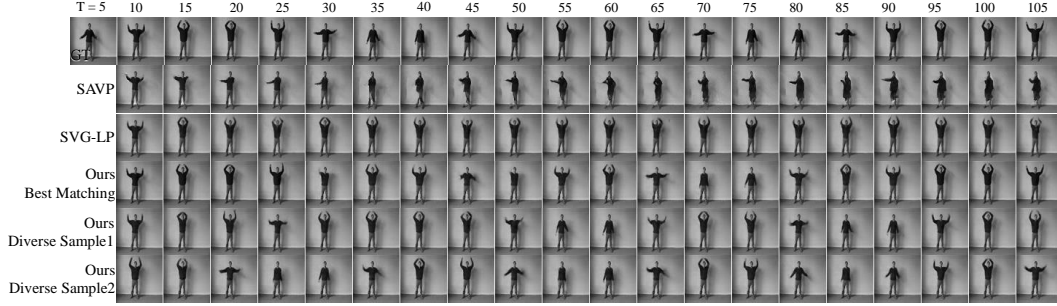 T = 5 10 15 20 25 30 35 40 45 50 55 60 65 70 75 80 85 90 95 100 105
GT
SAVP
SVG-LP
Ours
Best Matching
Ours
Diverse Sample1
Ours
Diverse Sample2